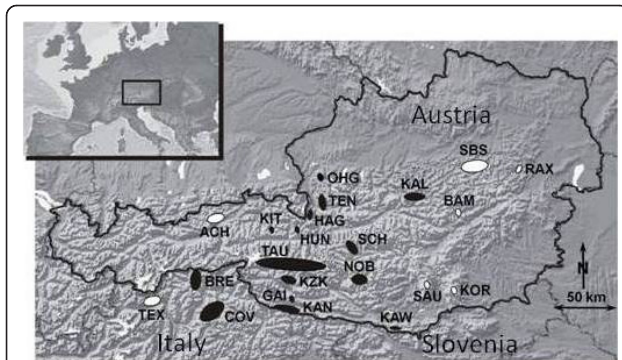 Austria
SBS
RAX
OHG
KAL
TEN
BAM
HAG
ACH
KIT
HUN
SCH
TAU
BRE
KZK
NOB
N
GAI
SAU
KOR
50 km
TEX
COV
KAN
KAW
Italy
Slovenia